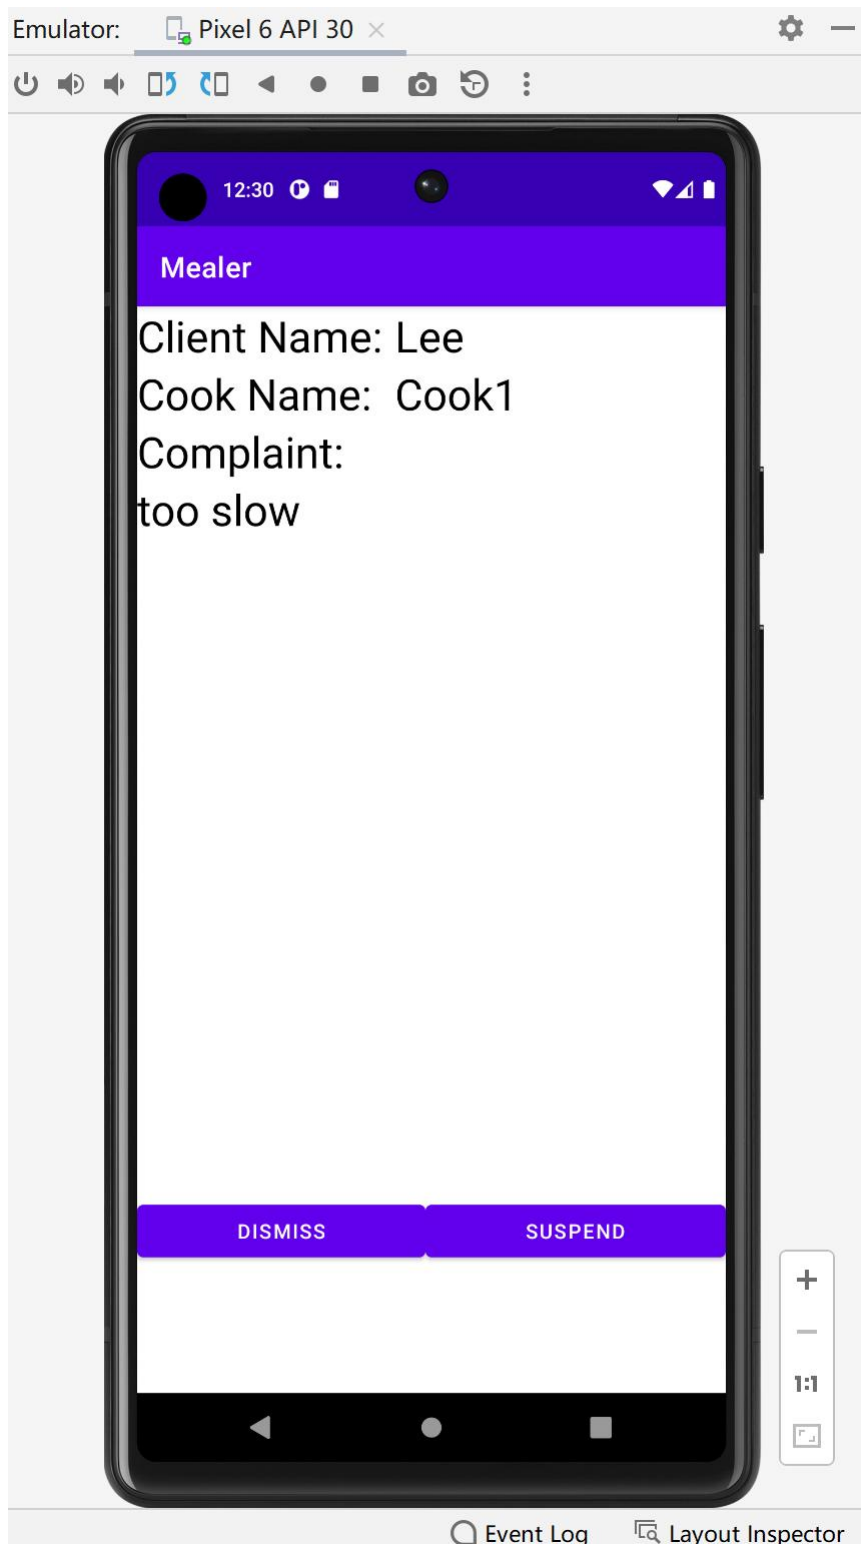 Emulator: Pixel 6 API 30
12:30
Mealer
Client Name: Lee
Cook Name: Cook1
Complaint:
too slow
DISMISS SUSPEND
1:1
Event Log Layout Inspector